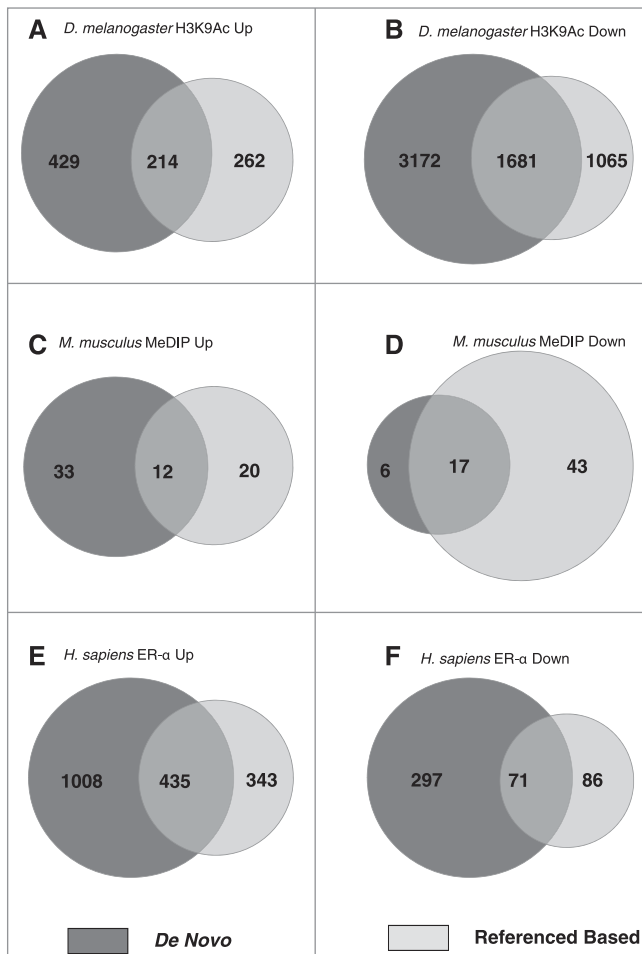 A D. melanogaster H3K9Ac Up
429 214 262
B D. melanogaster H3K9Ac Down
3172 1681 1065
C M. musculus MeDIP Up
33 12 20
D M. musculus MeDIP Down
6 17 43
E H. sapiens ER-α Up
1008 435 343
F H. sapiens ER-α Down
297 71 86
De Novo
Referenced Based